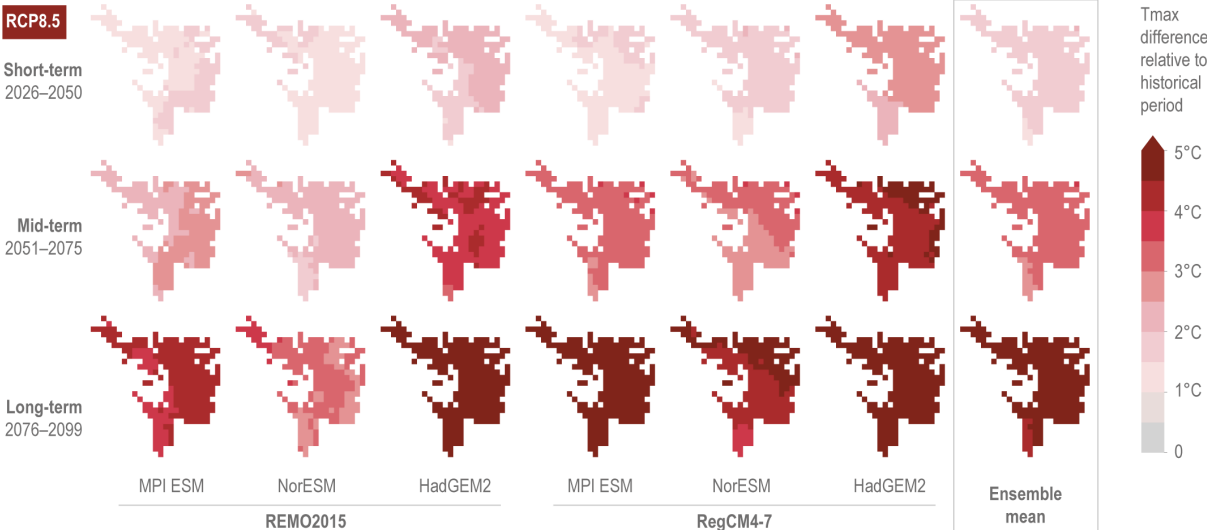 RCP8.5
Short-term
2026–2050
Mid-term
2051–2075
Long-term
2076–2099
MPI ESM
NorESM
HadGEM2
MPI ESM
NorESM
HadGEM2
REMO2015
RegCM4-7
Ensemble
mean
Tmax
difference
relative to
historical
period
5°C
4°C
3°C
2°C
1°C
0